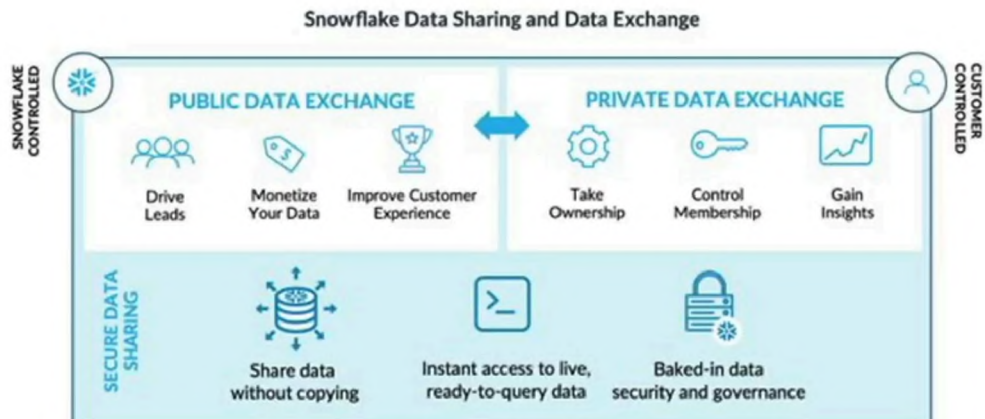 Snowflake Data Sharing and Data Exchange
SNOWFLAKE
CONTROLLED
CUSTOMER
CONTROLLED
PUBLIC DATA EXCHANGE
Drive
Leads
Monetize
Your Data
Improve Customer
Experience
PRIVATE DATA EXCHANGE
Take
Ownership
Control
Membership
Gain
Insights
SECURE DATA
SHARING
Share data
without copying
Instant access to live,
ready-to-query data
Baked-in data
security and governance